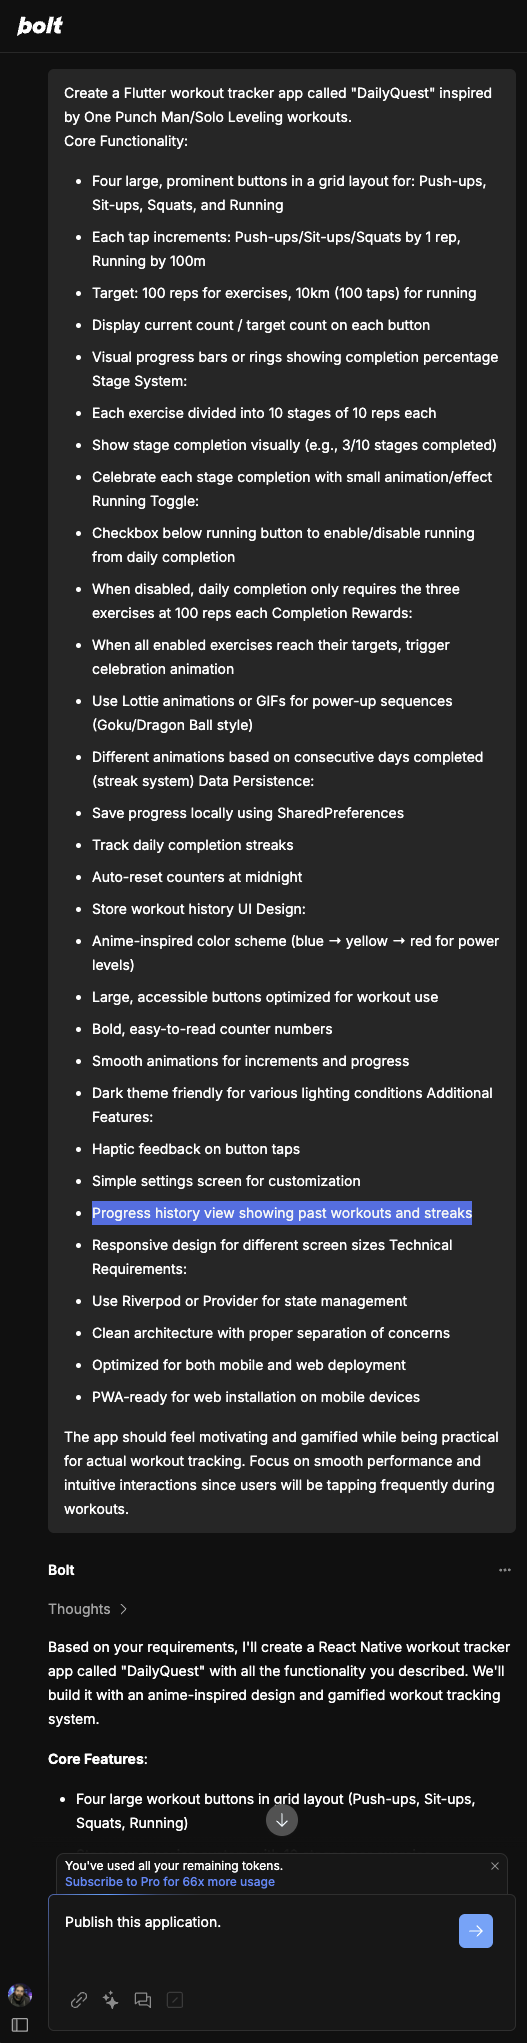 bolt
Create a Flutter workout tracker app called "DailyQuest" inspired
by One Punch Man/Solo Leveling workouts.
Core Functionality:
• Four large, prominent buttons in a grid layout for: Push-ups,
Sit-ups, Squats, and Running
• Each tap increments: Push-ups/Sit-ups/Squats by 1 rep,
Running by 100m
• Target: 100 reps for exercises, 10km (100 taps) for running
• Display current count / target count on each button
• Visual progress bars or rings showing completion percentage
Stage System:
• Each exercise divided into 10 stages of 10 reps each
• Show stage completion visually (e.g., 3/10 stages completed)
• Celebrate each stage completion with small animation/effect
Running Toggle:
• Checkbox below running button to enable/disable running
from daily completion
• When disabled, daily completion only requires the three
exercises at 100 reps each Completion Rewards:
• When all enabled exercises reach their targets, trigger
celebration animation
• Use Lottie animations or GIFs for power-up sequences
(Goku/Dragon Ball style)
• Different animations based on consecutive days completed
(streak system) Data Persistence:
• Save progress locally using SharedPreferences
• Track daily completion streaks
• Auto-reset counters at midnight
• Store workout history UI Design:
• Anime-inspired color scheme (blue → yellow → red for power
levels)
• Large, accessible buttons optimized for workout use
• Bold, easy-to-read counter numbers
• Smooth animations for increments and progress
• Dark theme friendly for various lighting conditions Additional
Features:
• Haptic feedback on button taps
• Simple settings screen for customization
• Progress history view showing past workouts and streaks
• Responsive design for different screen sizes Technical
Requirements:
• Use Riverpod or Provider for state management
• Clean architecture with proper separation of concerns
• Optimized for both mobile and web deployment
• PWA-ready for web installation on mobile devices
The app should feel motivating and gamified while being practical
for actual workout tracking. Focus on smooth performance and
intuitive interactions since users will be tapping frequently during
workouts.
Bolt
Thoughts
Based on your requirements, I'll create a React Native workout tracker
app called "DailyQuest" with all the functionality you described. We'll
build it with an anime-inspired design and gamified workout tracking
system.
Core Features:
• Four large workout buttons in grid layout (Push-ups, Sit-ups,
Squats, Running)
You've used all your remaining tokens.
Subscribe to Pro for 66x more usage
Publish this application.